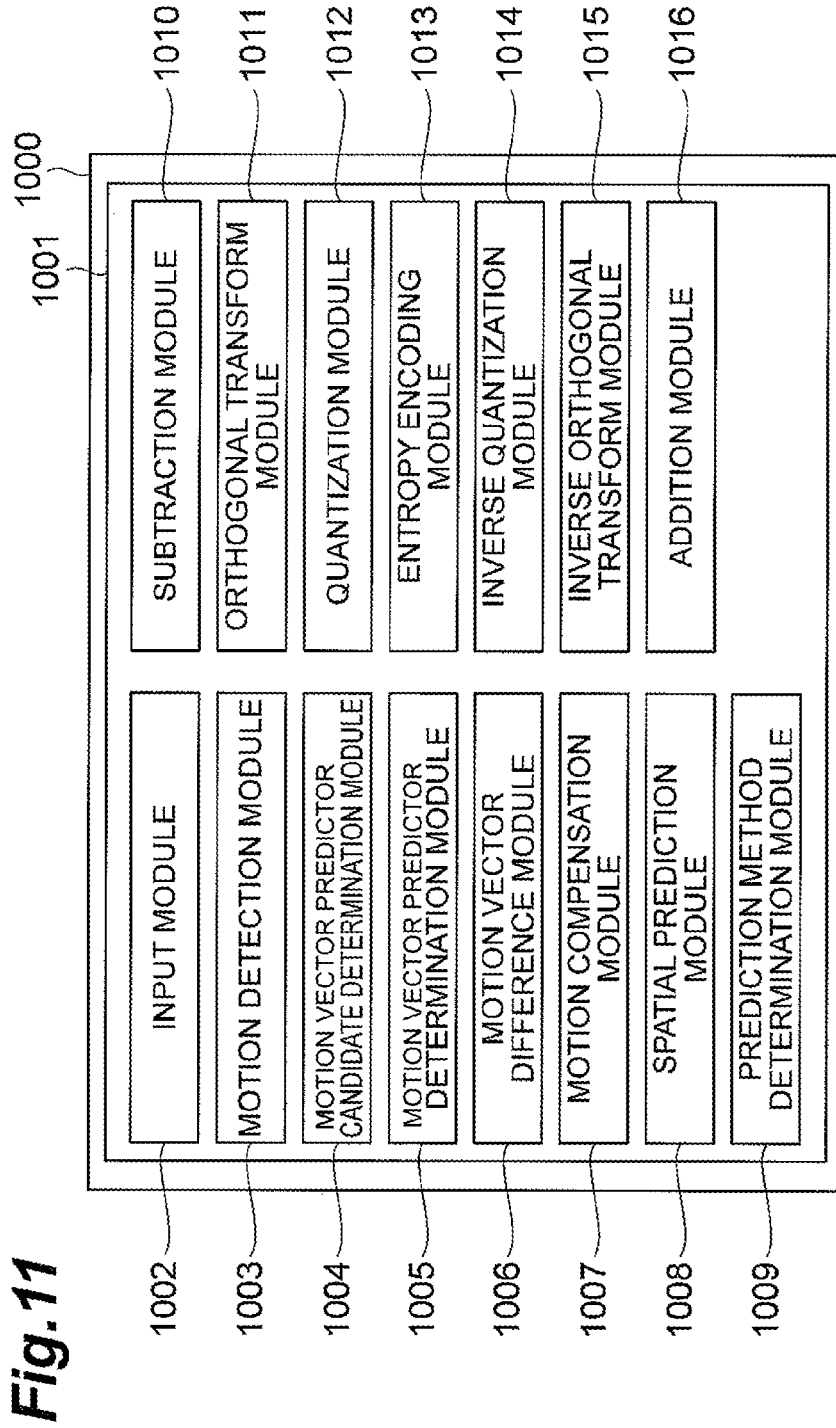 Fig.11
1000
1001
1002
INPUT MODULE
1003
MOTION DETECTION MODULE
1004
MOTION VECTOR PREDICTOR
CANDIDATE DETERMINATION MODULE
1005
MOTION VECTOR PREDICTOR
DETERMINATION MODULE
1006
MOTION VECTOR
DIFFERENCE MODULE
1007
MOTION COMPENSATION
MODULE
1008
SPATIAL PREDICTION
MODULE
1009
PREDICTION METHOD
DETERMINATION MODULE
SUBTRACTION MODULE
1010
ORTHOGONAL TRANSFORM
MODULE
1011
QUANTIZATION MODULE
1012
ENTROPY ENCODING
MODULE
1013
INVERSE QUANTIZATION
MODULE
1014
INVERSE ORTHOGONAL
TRANSFORM MODULE
1015
ADDITION MODULE
1016